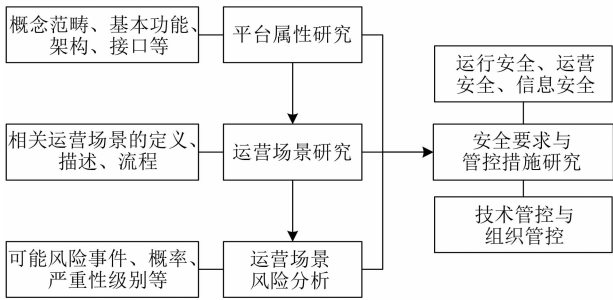 概念范畴、基本功能、
架构、接口等
平台属性研究
运行安全、运营
安全、信息安全
相关运营场景的定义、
描述、流程
运营场景研究
安全要求与
管控措施研究
技术管控与
组织管控
可能风险事件、概率、
严重性级别等
运营场景
风险分析